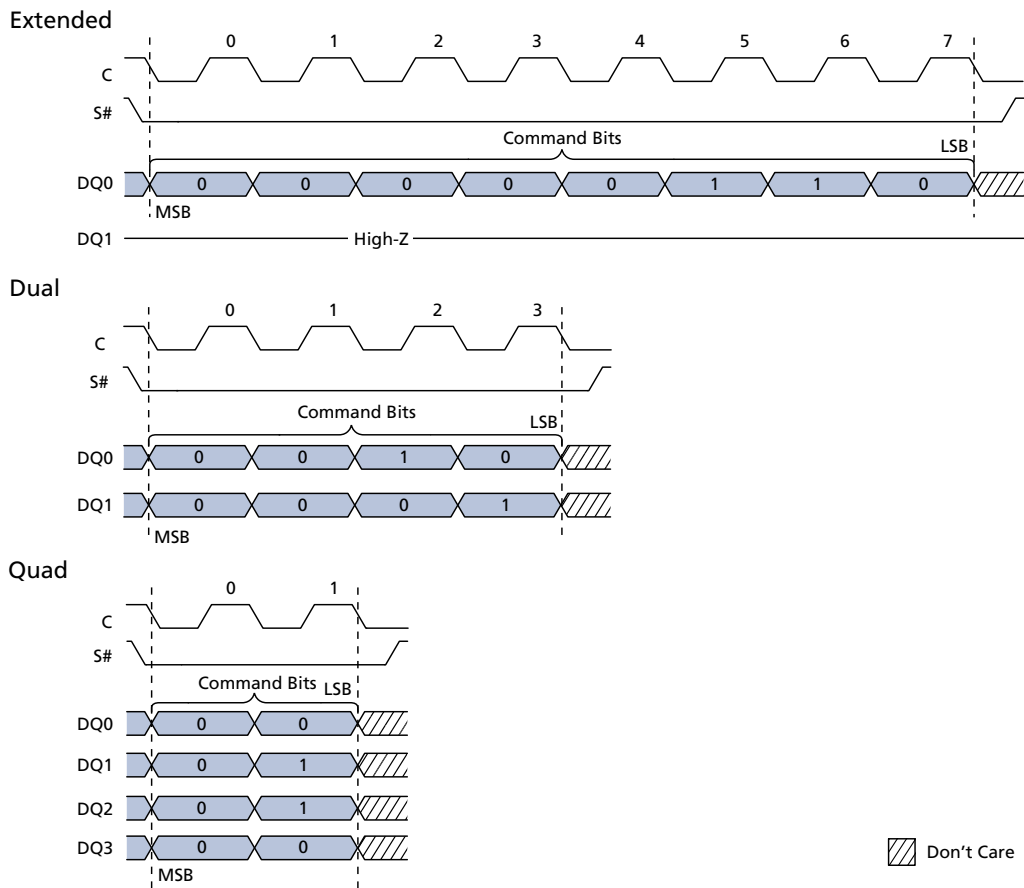 Extended
0 1 2 3 4 5 6 7
C
S#
Command Bits
LSB
DQ0 0 0 0 0 0 1 1 0
MSB
DQ1 High-Z
Dual
0 1 2 3
C
S#
Command Bits
LSB
DQ0 0 0 1 0
DQ1 0 0 0 1
MSB
Quad
0 1
C
S#
Command Bits LSB
DQ0 0 0
DQ1 0 1
DQ2 0 1
DQ3 0 0
MSB
Don't Care